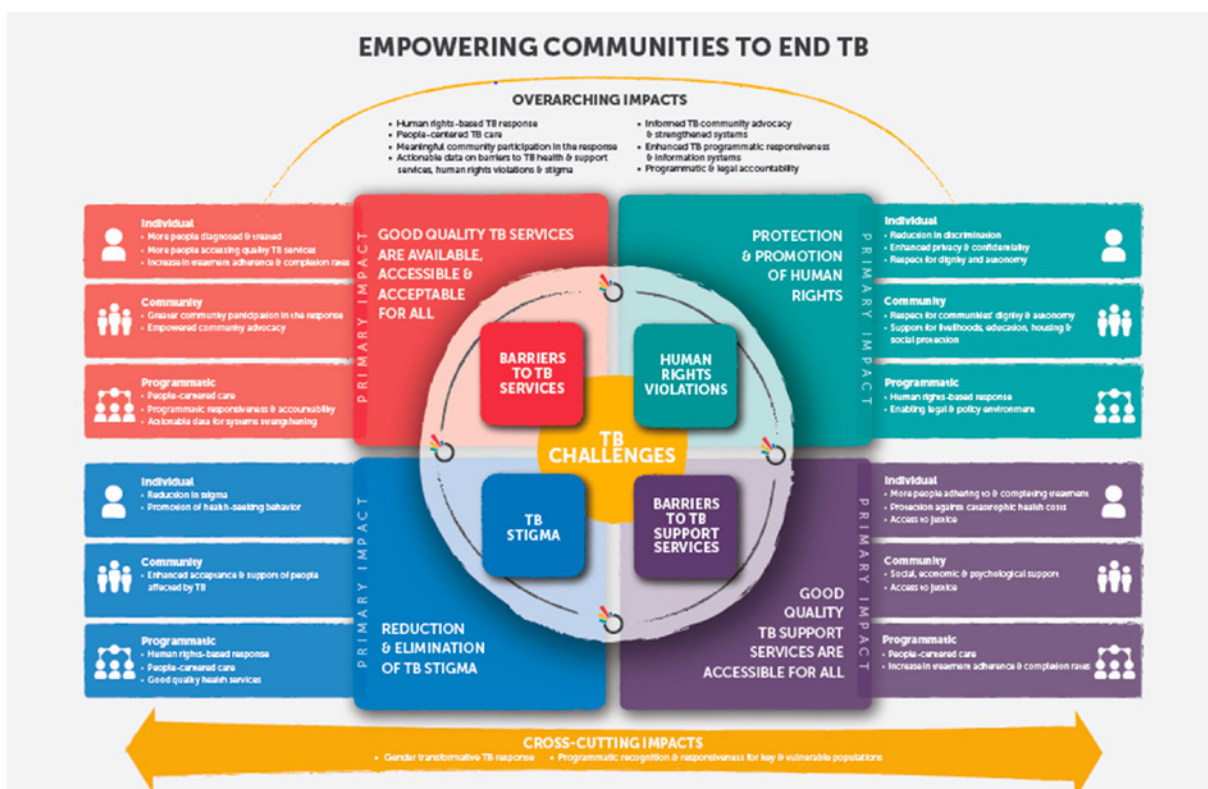 EMPOWERING COMMUNITIES TO END TB
OVERARCHING IMPACTS
• Human rights-based TB response
• People-centered TB care
• Meaningful community participation in the response
• Actionable data on barriers to TB health & support
services, human rights violations & stigma
• Informed TB community advocacy
& strengthened systems
• Enhanced TB programmatic responsiveness
& information systems
• Programmatic & legal accountability
Individual
• More people diagnosed & treated
• More people accessing quality TB services
• Increase in treatment adherence & completion rates
Community
• Greater community participation in the response
• Empowered community advocacy
Programmatic
• People-centered care
• Programmatic responsiveness & accountability
• Actionable data for systems strengthening
PRIMARY IMPACT
GOOD QUALITY TB SERVICES
ARE AVAILABLE,
ACCESSIBLE &
ACCEPTABLE
FOR ALL
PROTECTION
& PROMOTION
OF HUMAN
RIGHTS
PRIMARY IMPACT
Individual
• Reduction in discrimination
• Enhanced privacy & confidentiality
• Respect for dignity and autonomy
Community
• Respect for communities' dignity & autonomy
• Support for livelihoods, education, housing &
social protection
Programmatic
• Human rights-based response
• Enabling legal & policy environment
BARRIERS
TO TB
SERVICES
HUMAN
RIGHTS
VIOLATIONS
TB
CHALLENGES
TB
STIGMA
BARRIERS
TO TB
SUPPORT
SERVICES
Individual
• Reduction in stigma
• Promotion of health-seeking behavior
Community
• Enhanced acceptance & support of people
affected by TB
Programmatic
• Human rights-based response
• People-centered care
• Good quality health services
PRIMARY IMPACT
REDUCTION
& ELIMINATION
OF TB STIGMA
GOOD
QUALITY
TB SUPPORT
SERVICES ARE
ACCESSIBLE FOR ALL
PRIMARY IMPACT
Individual
• More people adhering to & completing treatment
• Protection against catastrophic health costs
• Access to justice
Community
• Social, economic & psychological support
• Access to justice
Programmatic
• People-centered care
• Increase in treatment adherence & completion rates
CROSS-CUTTING IMPACTS
• Gender transformative TB response • Programmatic recognition & responsiveness for key & vulnerable populations